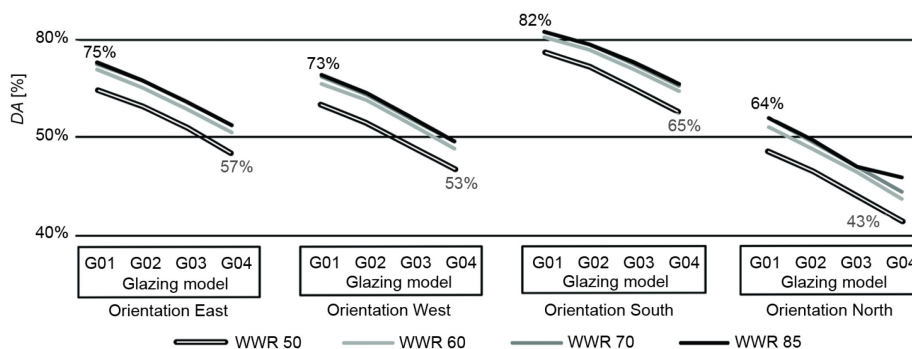 82%
80%
75%
73%
64%
DA [%]
50%
57%
53%
65%
43%
40%
G01 G02 G03 G04 G01 G02 G03 G04 G01 G02 G03 G04 G01 G02 G03 G04
Glazing model Glazing model Glazing model Glazing model
Orientation East Orientation West Orientation South Orientation North
WWR 50 WWR 60 WWR 70 WWR 85